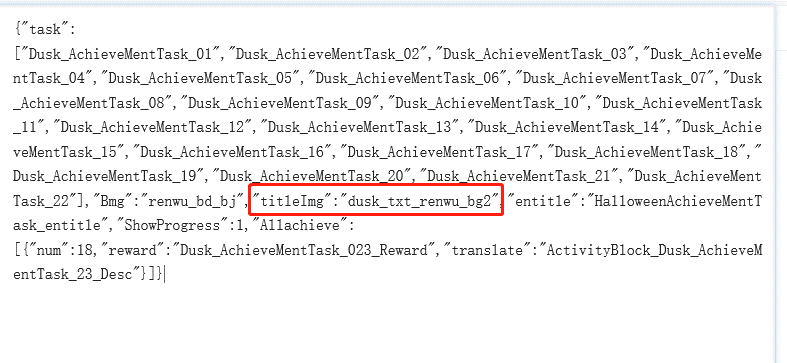 {"task":
["Dusk_AchieveMentTask_01","Dusk_AchieveMentTask_02","Dusk_AchieveMentTask_03","Dusk_AchieveMe
ntTask_04","Dusk_AchieveMentTask_05","Dusk_AchieveMentTask_06","Dusk_AchieveMentTask_07","Dusk
_AchieveMentTask_08","Dusk_AchieveMentTask_09","Dusk_AchieveMentTask_10","Dusk_AchieveMentTask
_11","Dusk_AchieveMentTask_12","Dusk_AchieveMentTask_13","Dusk_AchieveMentTask_14","Dusk_Achie
veMentTask_15","Dusk_AchieveMentTask_16","Dusk_AchieveMentTask_17","Dusk_AchieveMentTask_18","
Dusk_AchieveMentTask_19","Dusk_AchieveMentTask_20","Dusk_AchieveMentTask_21","Dusk_AchieveMent
Task_22"],"Bmg":"renwu_bd_bj","titleImg":"dusk_txt_renwu_bg2","entitle":"HalloweenAchieveMentT
ask_entitle","ShowProgress":1,"Allachieve":
[{"num":18,"reward":"Dusk_AchieveMentTask_023_Reward","translate":"ActivityBlock_Dusk_AchieveM
entTask_23_Desc"}]}